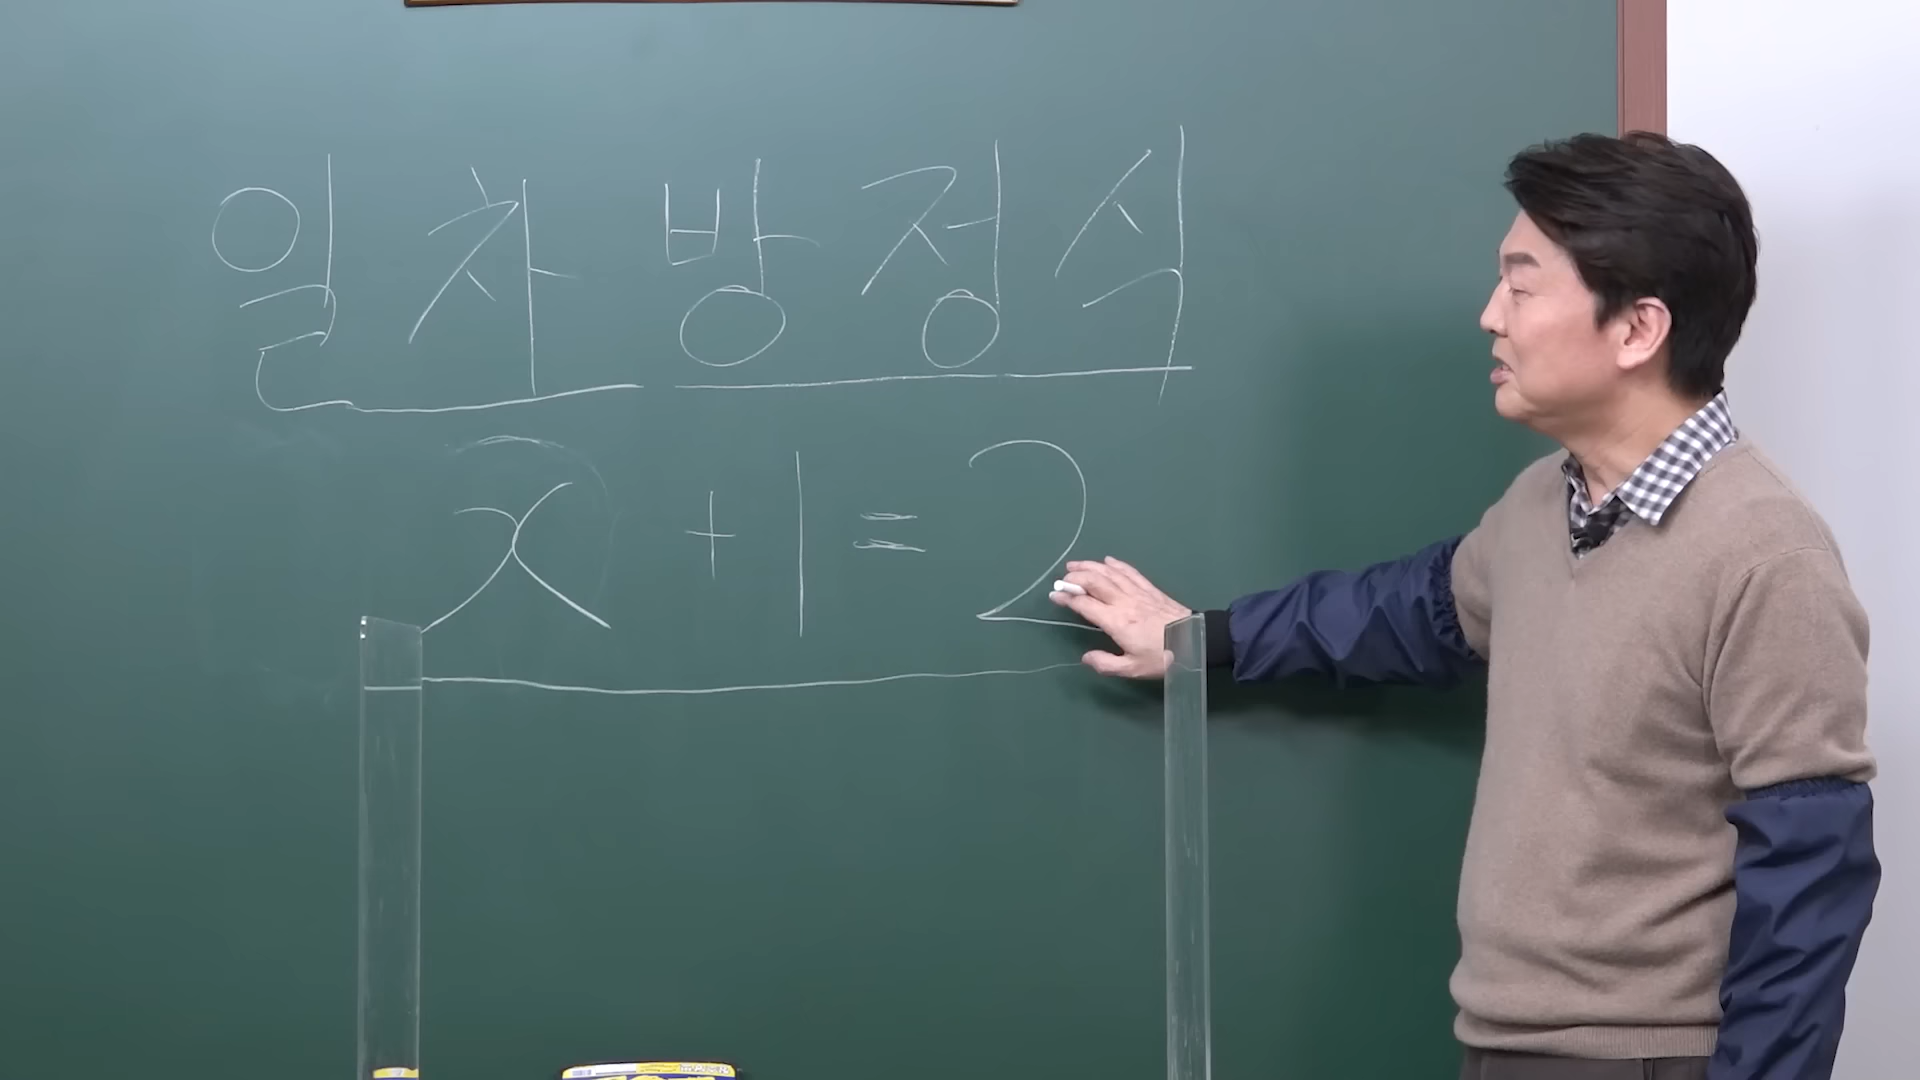 일차방정식
x + 1 = 2